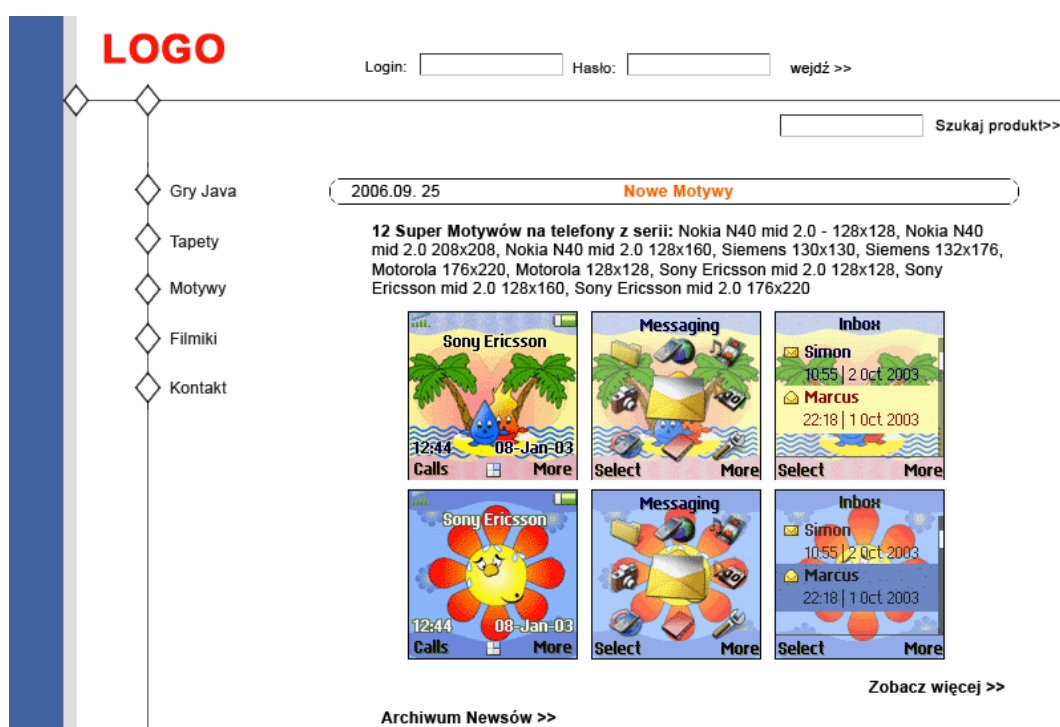 LOGO
Login: Hasło: wejdź >>
Szukaj produkt>>
Gry Java
Tapety
Motywy
Filmiki
Kontakt
2006.09. 25 Nowe Motywy
12 Super Motywów na telefony z serii: Nokia N40 mid 2.0 - 128x128, Nokia N40
mid 2.0 208x208, Nokia N40 mid 2.0 128x160, Siemens 130x130, Siemens 132x176,
Motorola 176x220, Motorola 128x128, Sony Ericsson mid 2.0 128x128, Sony
Ericsson mid 2.0 128x160, Sony Ericsson mid 2.0 176x220
Sony Ericsson
12:44 08-Jan-03
Calls More
Messaging
Select More
Inbox
Simon
10:55 | 2 Oct 2003
Marcus
22:18 | 1 Oct 2003
Select More
Sony Ericsson
12:44 08-Jan-03
Calls More
Messaging
Select More
Inbox
Simon
10:55 | 2 Oct 2003
Marcus
22:18 | 1 Oct 2003
Select More
Zobacz więcej >>
Archiwum Newsów >>